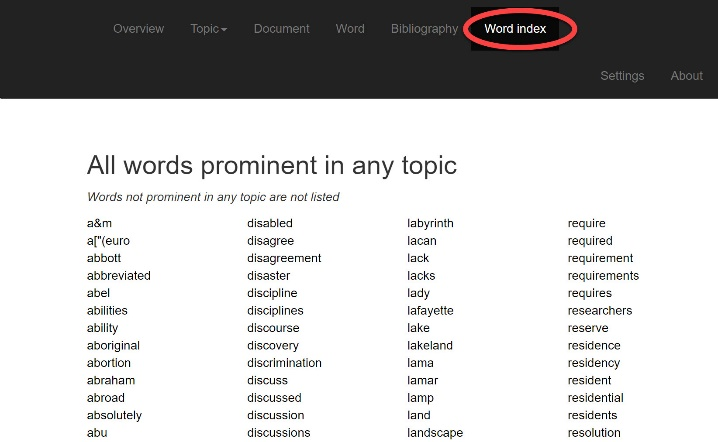 Overview Topic Document Word Bibliography Word index
Settings About
All words prominent in any topic
Words not prominent in any topic are not listed
a&m
a["(euro
abbott
abbreviated
abel
abilities
ability
aboriginal
abortion
abraham
abroad
absolutely
abu
disabled
disagree
disagreement
disaster
discipline
disciplines
discourse
discovery
discrimination
discuss
discussed
discussion
discussions
labyrinth
lacan
lack
lacks
lady
lafayette
lake
lakeland
lama
lamar
lamp
land
landscape
require
required
requirement
requirements
requires
researchers
reserve
residence
residency
resident
residential
residents
resolution